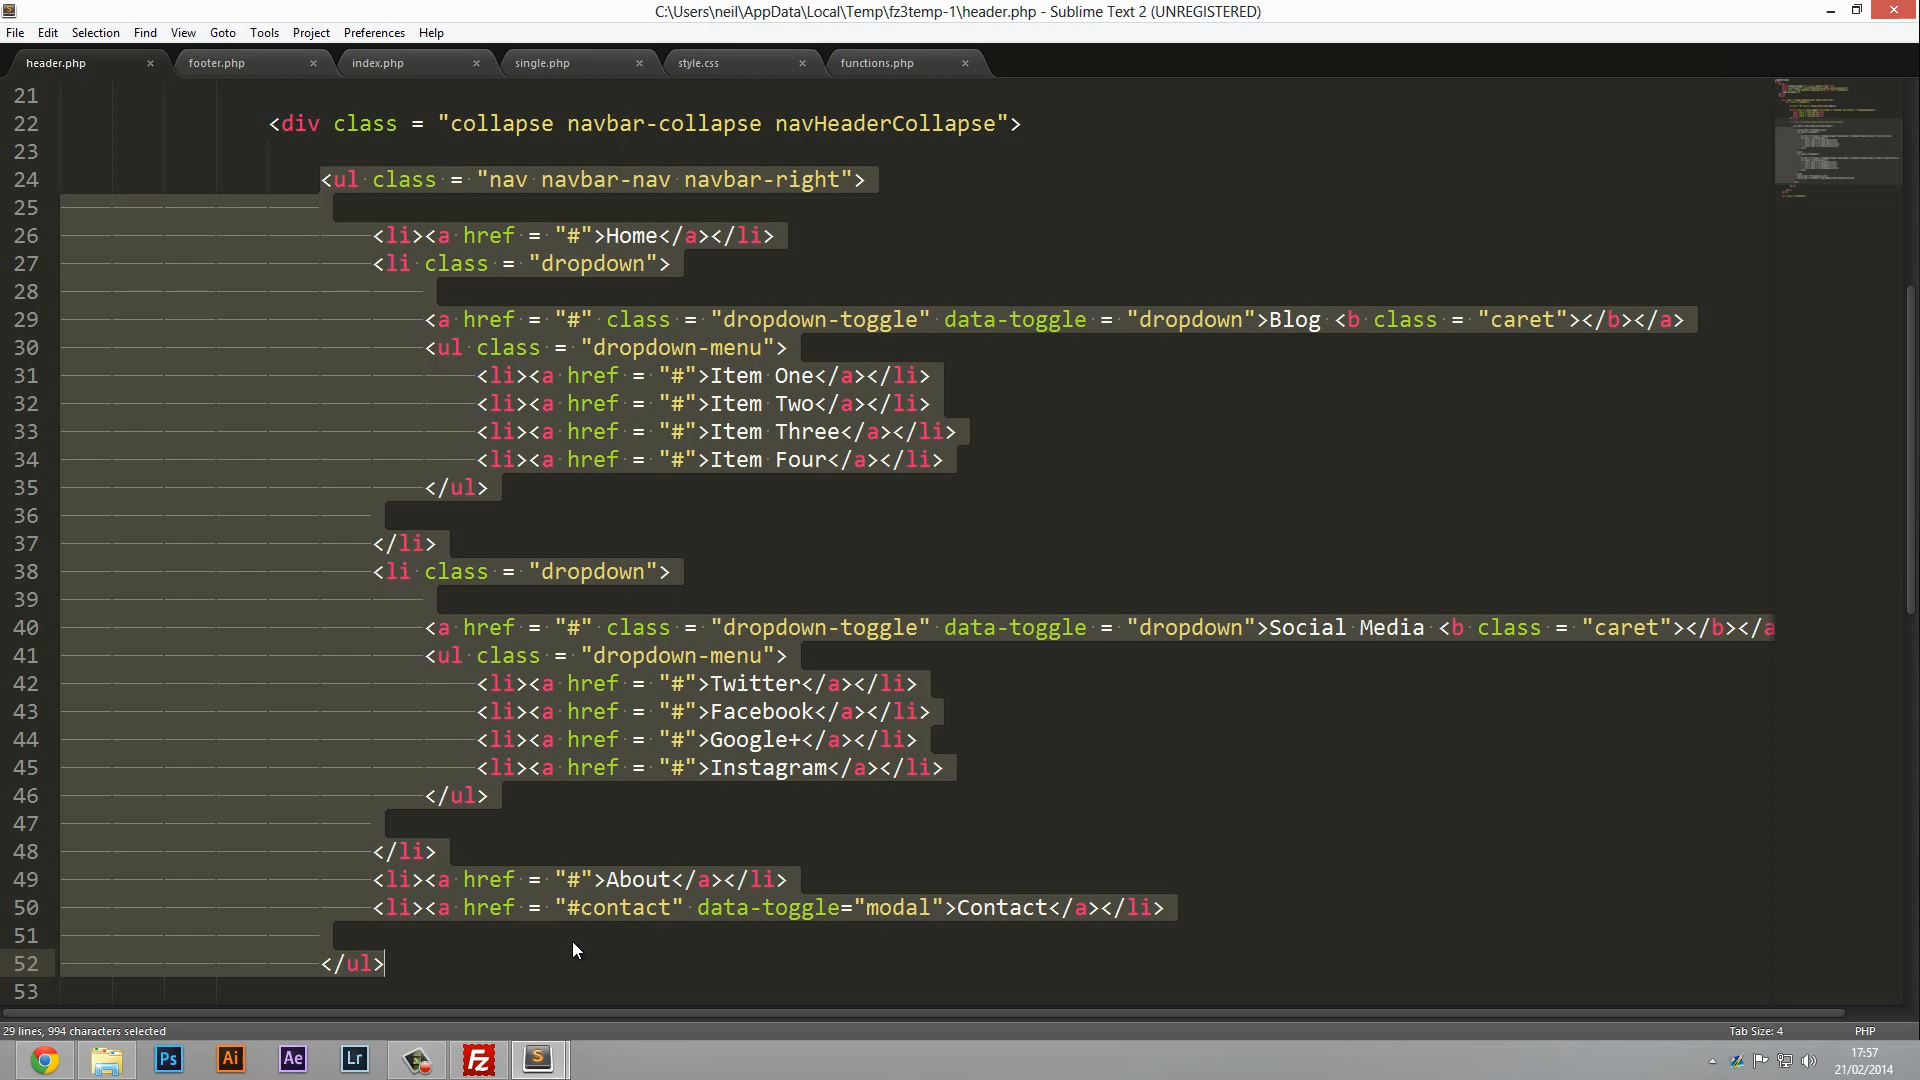 C:\Users\neil\AppData\Local\Temp\fz3temp-1\header.php - Sublime Text 2 (UNREGISTERED)
File Edit Selection Find View Goto Tools Project Preferences Help
header.php × footer.php × index.php × single.php × style.css × functions.php ×
21
22 <div class = "collapse navbar-collapse navHeaderCollapse">
23
24 <ul class = "nav navbar-nav navbar-right">
25
26 <li><a href = "#">Home</a></li>
27 <li class = "dropdown">
28
29 <a href = "#" class = "dropdown-toggle" data-toggle = "dropdown">Blog <b class = "caret"></b></a>
30 <ul class = "dropdown-menu">
31 <li><a href = "#">Item One</a></li>
32 <li><a href = "#">Item Two</a></li>
33 <li><a href = "#">Item Three</a></li>
34 <li><a href = "#">Item Four</a></li>
35 </ul>
36
37 </li>
38 <li class = "dropdown">
39
40 <a href = "#" class = "dropdown-toggle" data-toggle = "dropdown">Social Media <b class = "caret"></b></a
41 <ul class = "dropdown-menu">
42 <li><a href = "#">Twitter</a></li>
43 <li><a href = "#">Facebook</a></li>
44 <li><a href = "#">Google+</a></li>
45 <li><a href = "#">Instagram</a></li>
46 </ul>
47
48 </li>
49 <li><a href = "#">About</a></li>
50 <li><a href = "#contact" data-toggle="modal">Contact</a></li>
51
52 </ul>
53
29 lines, 994 characters selected Tab Size: 4 PHP
Ps Ai Ae Lr Fz S
17:57
21/02/2014